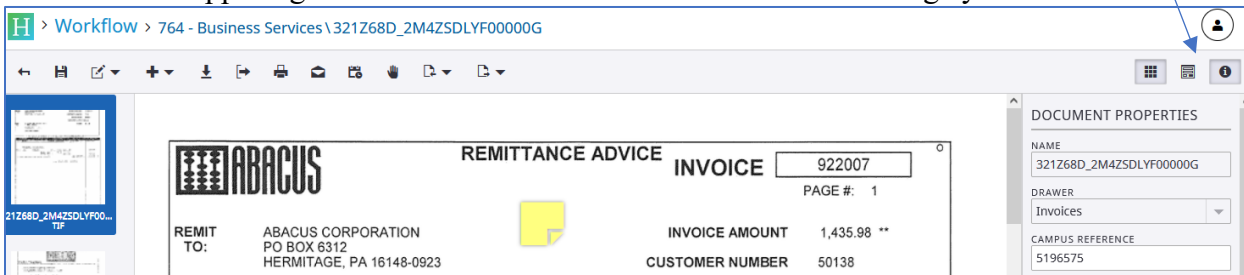 H > Workflow > 764 - Business Services\321Z68D_2M4ZSDLYF00000G
DOCUMENT PROPERTIES
NAME
321Z68D_2M4ZSDLYF00000G
DRAWER
Invoices
CAMPUS REFERENCE
5196575
21Z68D_2M4ZSDLYF00...
TIF
ABACUS
REMITTANCE ADVICE INVOICE 922007
PAGE #: 1
REMIT TO:
ABACUS CORPORATION
PO BOX 6312
HERMITAGE, PA 16148-0923
INVOICE AMOUNT 1,435.98 **
CUSTOMER NUMBER 50138